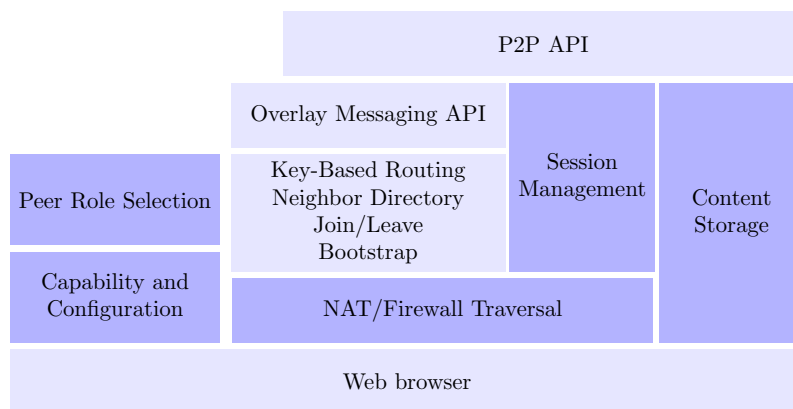 P2P API
Overlay Messaging API
Session
Management
Content
Storage
Key-Based Routing
Neighbor Directory
Join/Leave
Bootstrap
Peer Role Selection
Capability and
Configuration
NAT/Firewall Traversal
Web browser